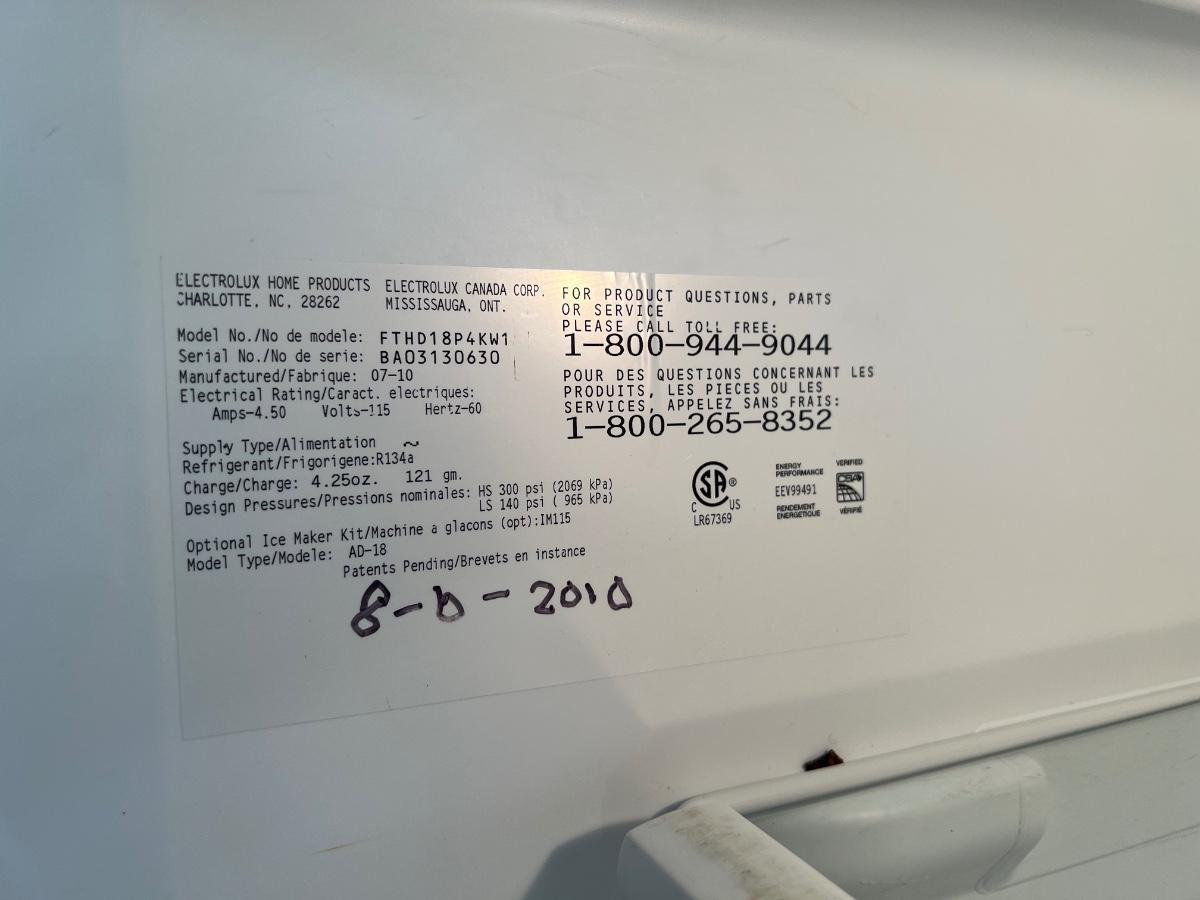 ELECTROLUX HOME PRODUCTS
CHARLOTTE, NC, 28262
ELECTROLUX CANADA CORP.
MISSISSAUGA, ONT.
Model No./No de modele: FTHD18P4KW1
Serial No./No de serie: BA03130630
Manufactured/Fabrique: 07-10
Electrical Rating/Caract. electriques:
Amps-4.50 Volts-115 Hertz-60
Supply Type/Alimentation ~
Refrigerant/Frigorigene:R134a
Charge/Charge: 4.25oz. 121 gm.
Design Pressures/Pressions nominales: HS 300 psi (2069 kPa)
LS 140 psi ( 965 kPa)
Optional Ice Maker Kit/Machine a glacons (opt):IM115
Model Type/Modele: AD-18
Patents Pending/Brevets en instance
FOR PRODUCT QUESTIONS, PARTS
OR SERVICE
PLEASE CALL TOLL FREE:
1-800-944-9044
POUR DES QUESTIONS CONCERNANT LES
PRODUITS, LES PIECES OU LES
SERVICES, APPELEZ SANS FRAIS:
1-800-265-8352
C SA ® US
LR67369
ENERGY
PERFORMANCE
EEV99491
RENDEMENT
ENERGETIQUE
VERIFIED
CSA
VÉRIFIÉ
8-10-2010